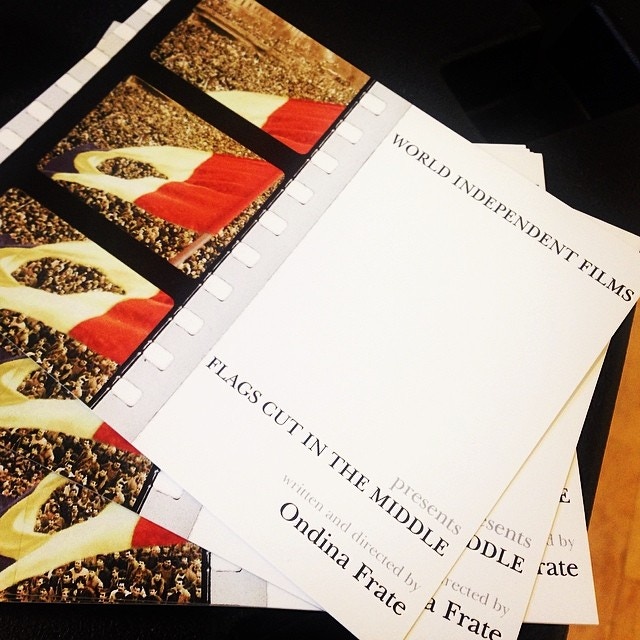 WORLD INDEPENDENT FILMS
presents
FLAGS CUT IN THE MIDDLE
written and directed by
Ondina Frate
esents
DDLE
rected by
a Frate
E
d by
rate